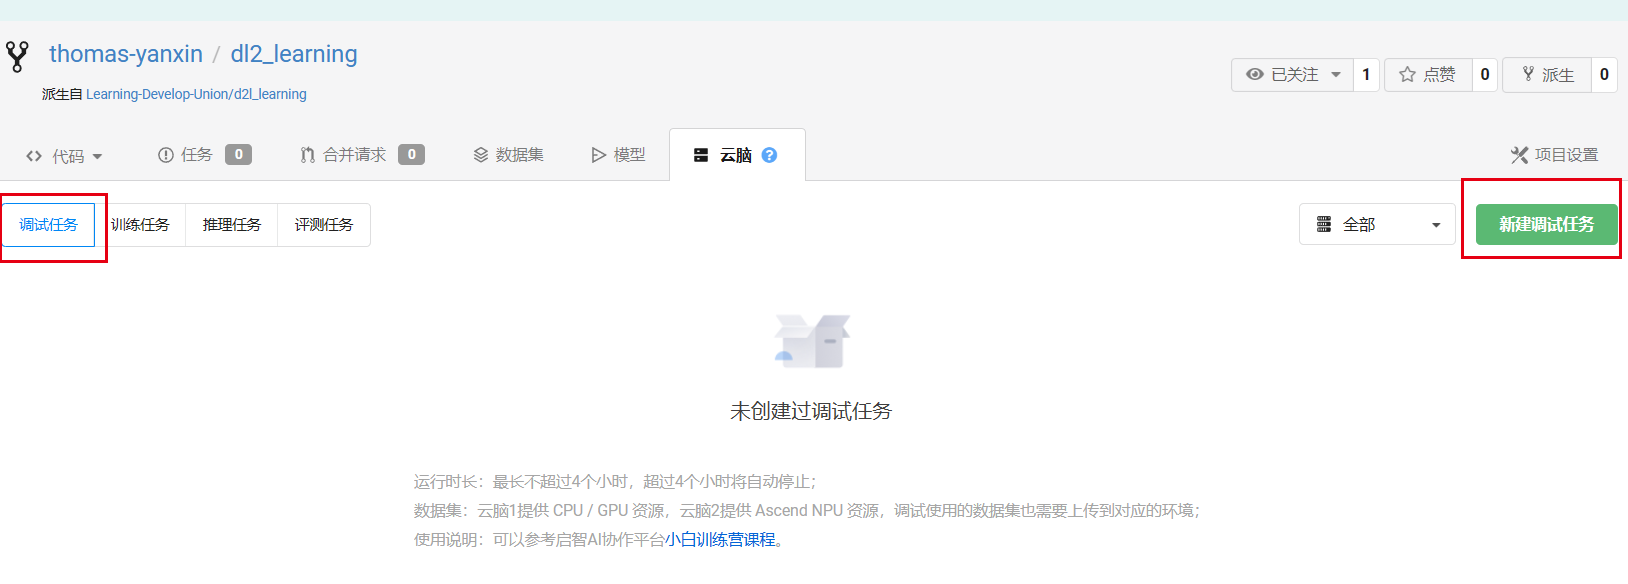 thomas-yanxin / dl2_learning
已关注 1 点赞 0 派生 0
派生自 Learning-Develop-Union/d2l_learning
代码 任务 0 合并请求 0 数据集 模型 云脑 ? 项目设置
调试任务 训练任务 推理任务 评测任务 全部 新建调试任务
未创建过调试任务
运行时长：最长不超过4个小时，超过4个小时将自动停止；
数据集：云脑1提供 CPU / GPU 资源，云脑2提供 Ascend NPU 资源，调试使用的数据集也需要上传到对应的环境；
使用说明：可以参考启智AI协作平台小白训练营课程。